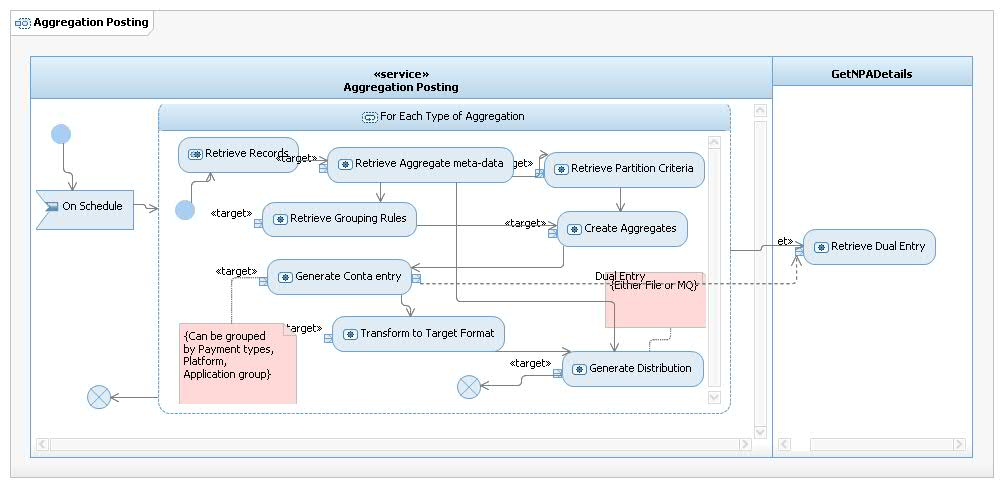 Aggregation Posting
«service»
Aggregation Posting
GetNPADetails
For Each Type of Aggregation
Retrieve Records
«target»
Retrieve Aggregate meta-data
get»
Retrieve Partition Criteria
On Schedule
«target»
Retrieve Grouping Rules
«target»
Create Aggregates
et»
Retrieve Dual Entry
«target»
Generate Conta entry
Dual Entry
{Either File or MQ}
{Can be grouped
by Payment types,
Platform,
Application group}
target»
Transform to Target Format
«target»
Generate Distribution